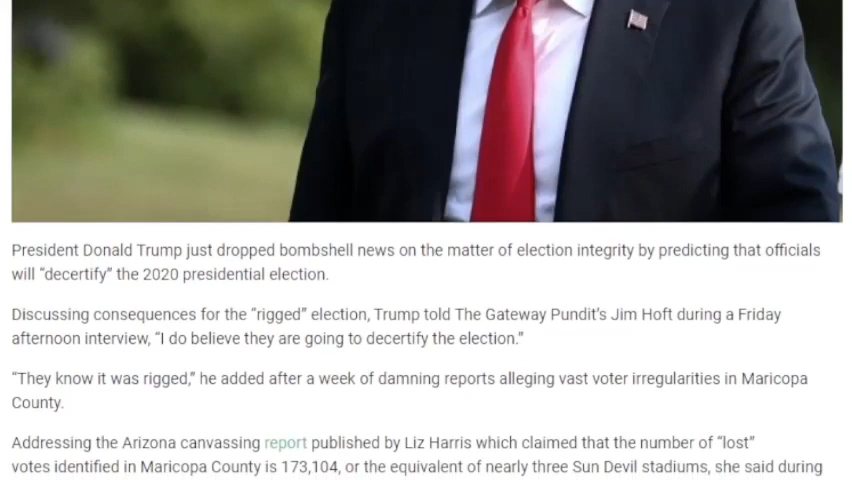 President Donald Trump just dropped bombshell news on the matter of election integrity by predicting that officials
will “decertify” the 2020 presidential election.
Discussing consequences for the “rigged” election, Trump told The Gateway Pundit’s Jim Hoft during a Friday
afternoon interview, “I do believe they are going to decertify the election.”
“They know it was rigged,” he added after a week of damning reports alleging vast voter irregularities in Maricopa
County.
Addressing the Arizona canvassing report published by Liz Harris which claimed that the number of “lost”
votes identified in Maricopa County is 173,104, or the equivalent of nearly three Sun Devil stadiums, she said during